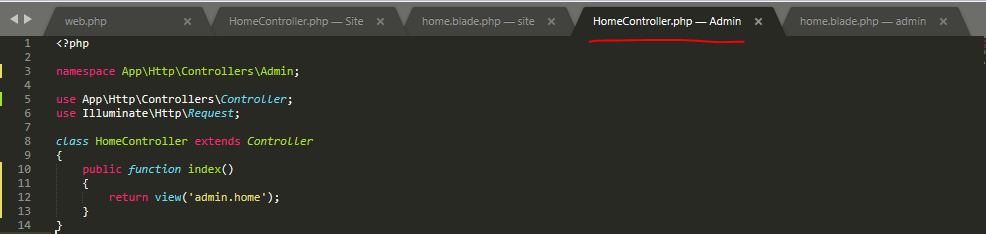 web.php HomeController.php — Site home.blade.php — site HomeController.php — Admin home.blade.php — admin
1 <?php
2
3 namespace App\Http\Controllers\Admin;
4
5 use App\Http\Controllers\Controller;
6 use Illuminate\Http\Request;
7
8 class HomeController extends Controller
9 {
10     public function index()
11     {
12         return view('admin.home');
13     }
14 }